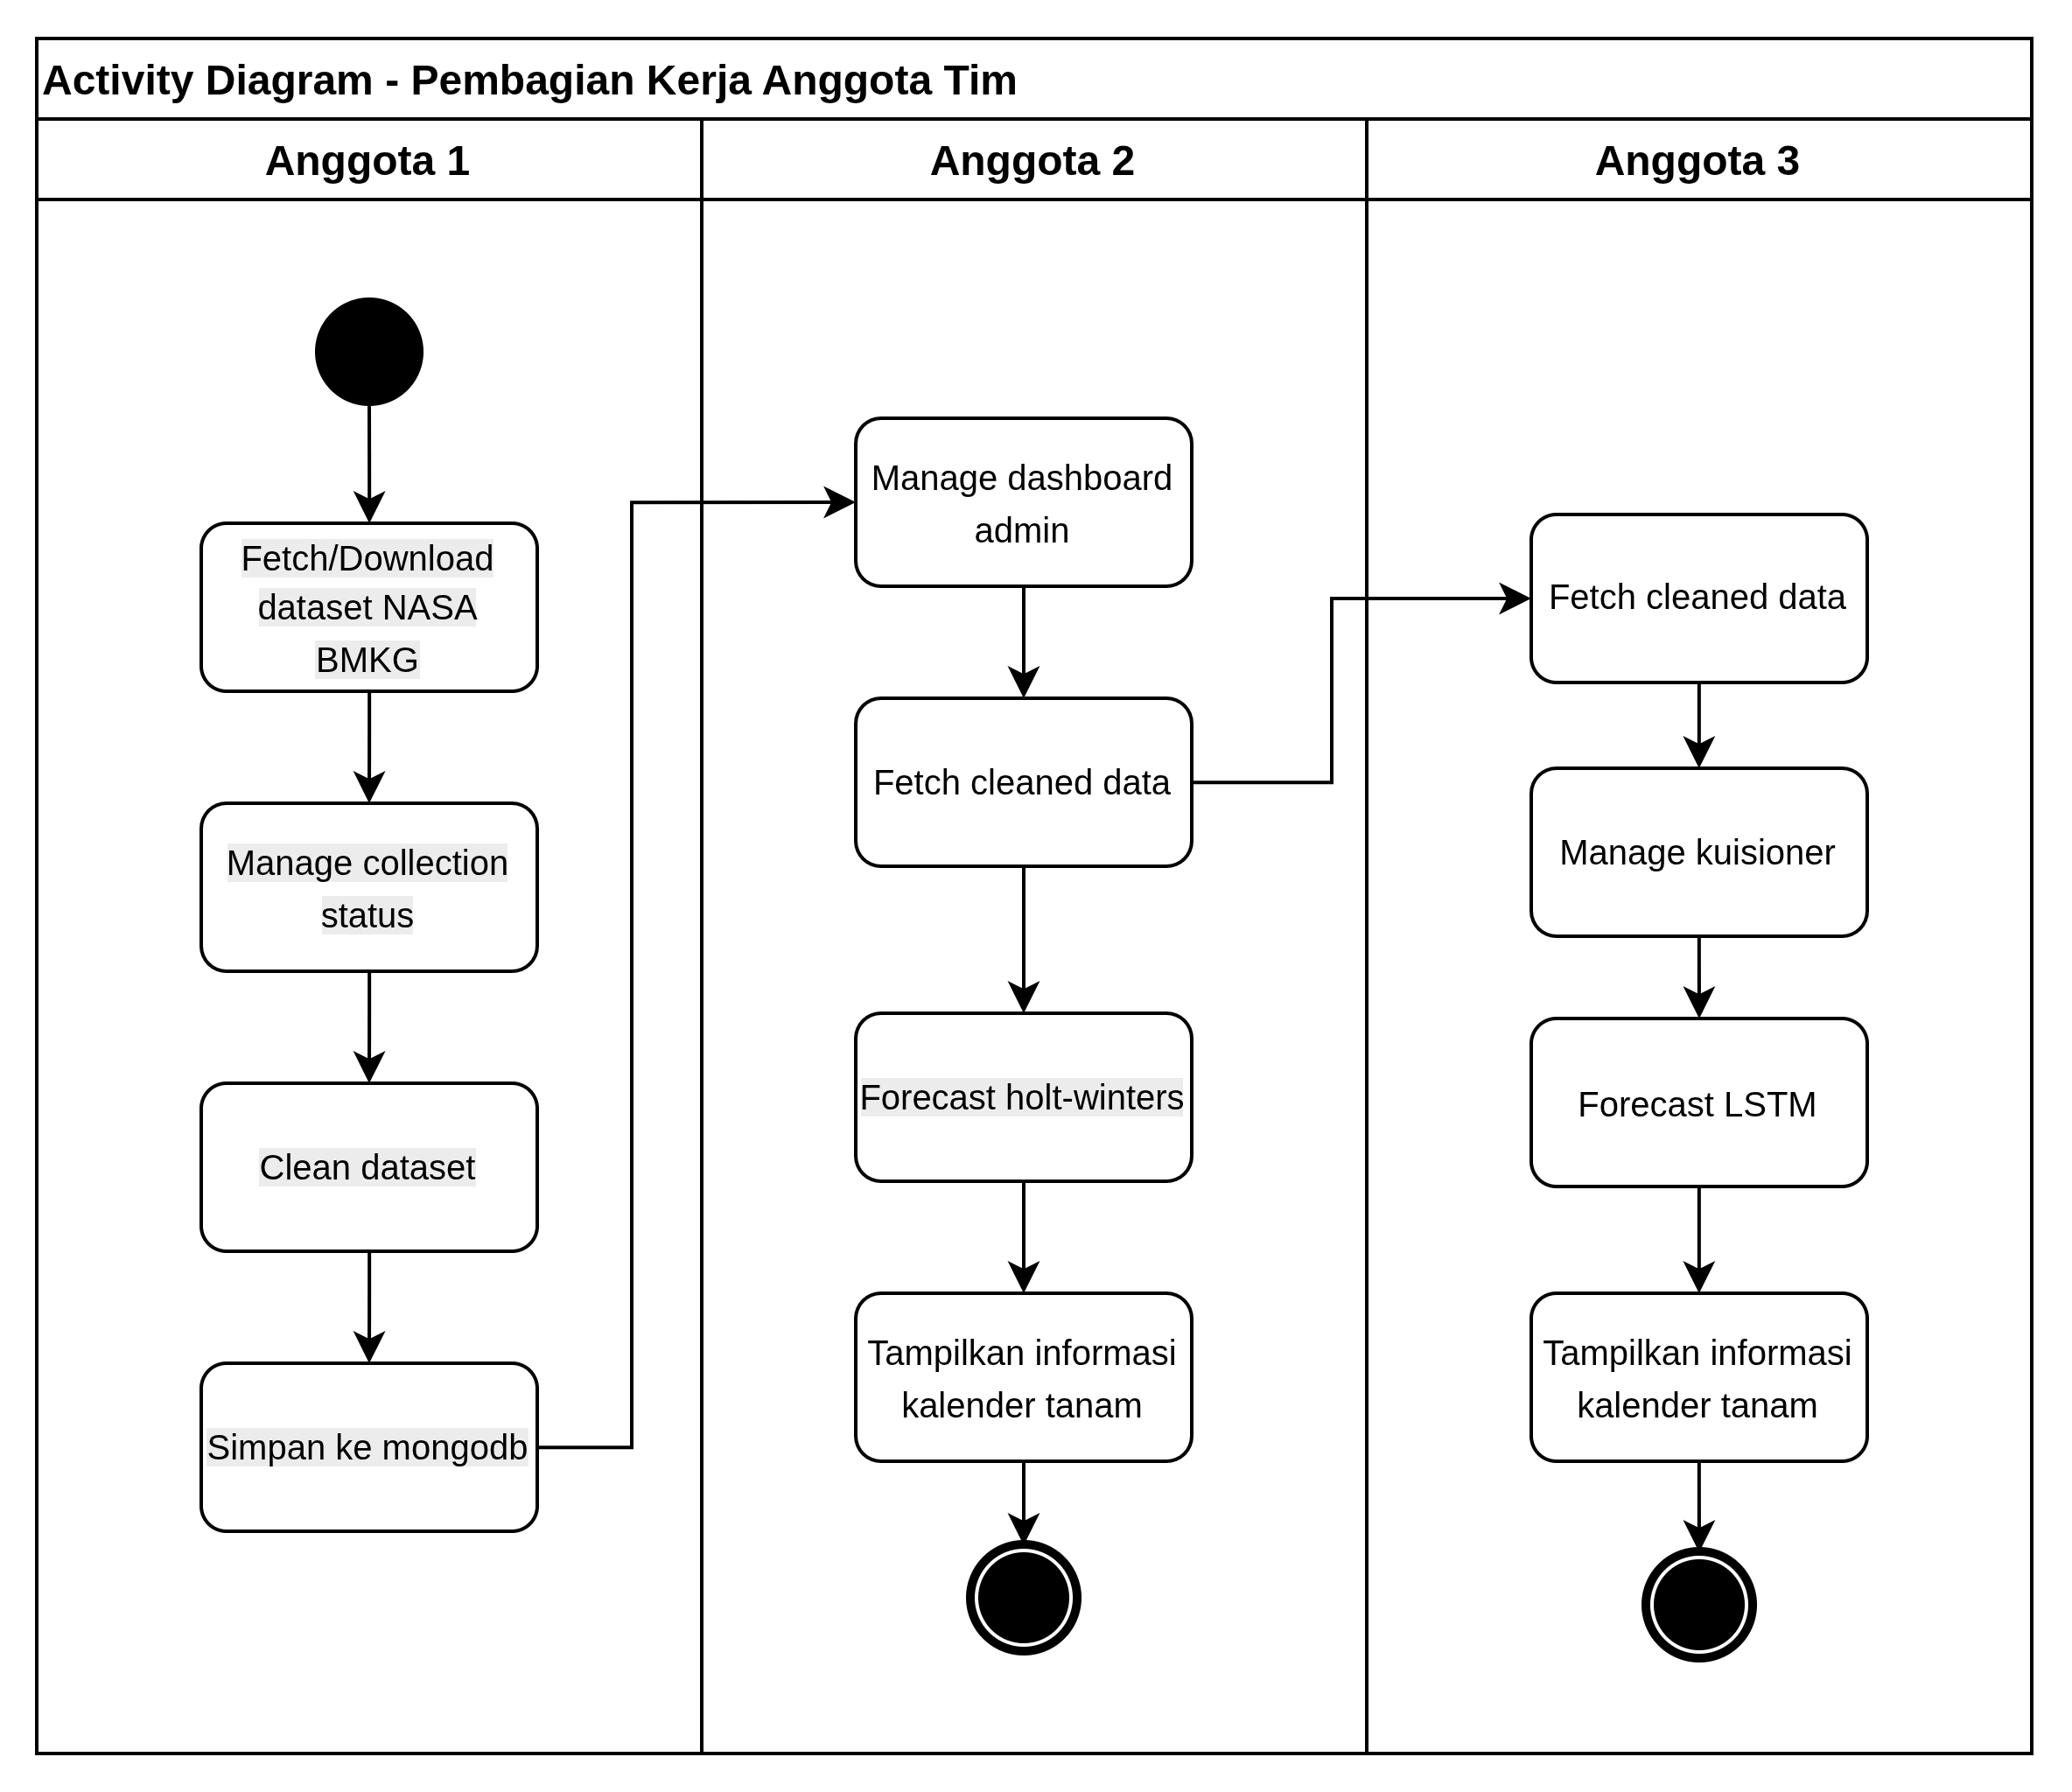 Activity Diagram - Pembagian Kerja Anggota Tim
Anggota 1
Anggota 2
Anggota 3
Fetch/Download
dataset NASA
BMKG
Manage collection
status
Clean dataset
Simpan ke mongodb
Manage dashboard
admin
Fetch cleaned data
Forecast holt-winters
Tampilkan informasi
kalender tanam
Fetch cleaned data
Manage kuisioner
Forecast LSTM
Tampilkan informasi
kalender tanam